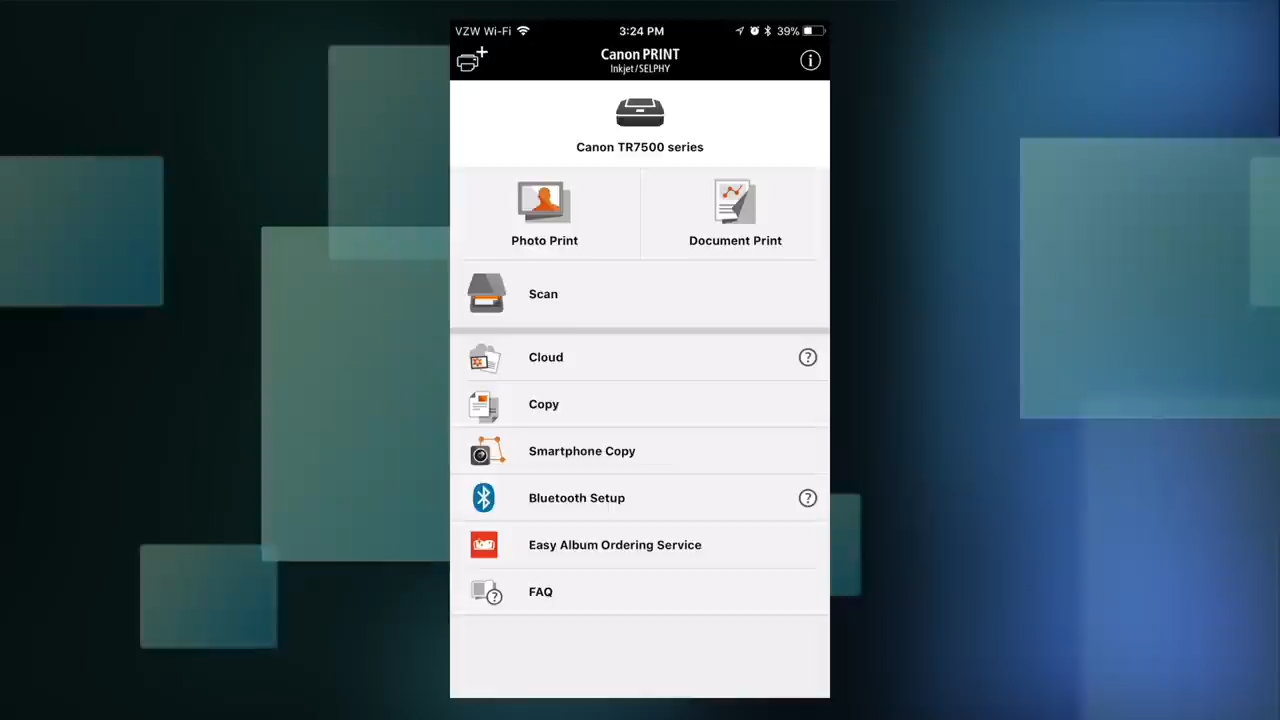 VZW Wi-Fi 3:24 PM 39%
Canon PRINT
Inkjet/SELPHY
Canon TR7500 series
Photo Print Document Print
Scan
Cloud
Copy
Smartphone Copy
Bluetooth Setup
Easy Album Ordering Service
FAQ